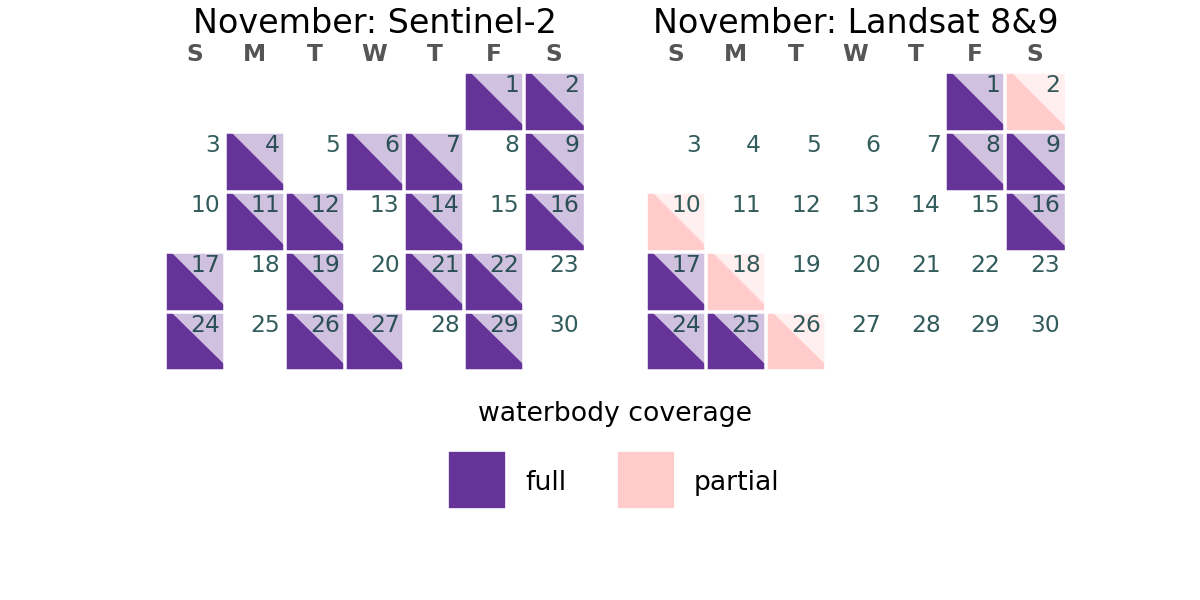 November: Sentinel-2
S M T W T F S
1 2
3 4 5 6 7 8 9
10 11 12 13 14 15 16
17 18 19 20 21 22 23
24 25 26 27 28 29 30
November: Landsat 8&9
S M T W T F S
1 2
3 4 5 6 7 8 9
10 11 12 13 14 15 16
17 18 19 20 21 22 23
24 25 26 27 28 29 30
waterbody coverage
full
partial